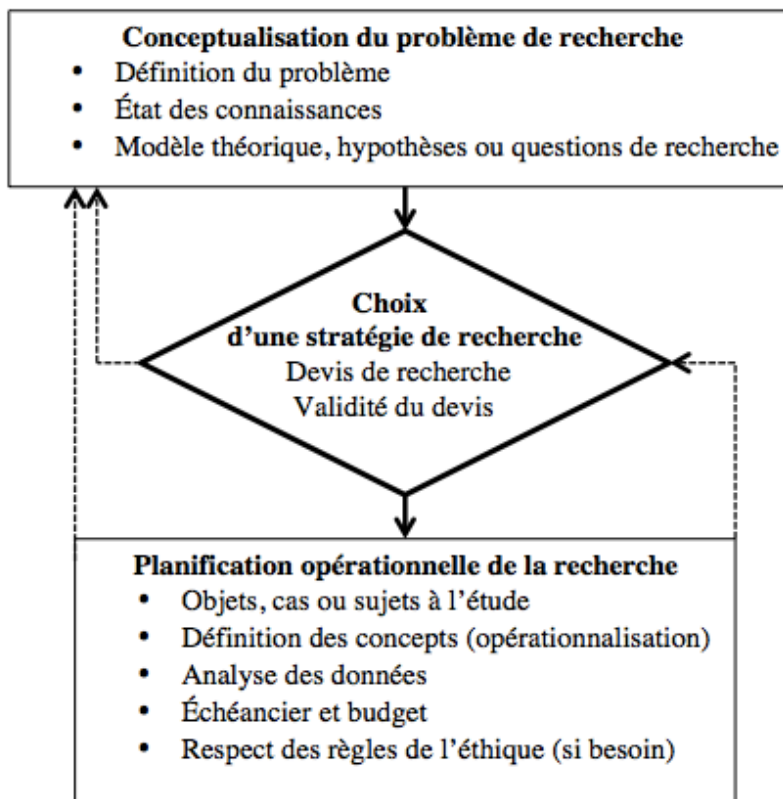 Conceptualisation du problème de recherche
• Définition du problème
• État des connaissances
• Modèle théorique, hypothèses ou questions de recherche
Choix
d'une stratégie de recherche
Devis de recherche
Validité du devis
Planification opérationnelle de la recherche
• Objets, cas ou sujets à l'étude
• Définition des concepts (opérationnalisation)
• Analyse des données
• Échéancier et budget
• Respect des règles de l'éthique (si besoin)